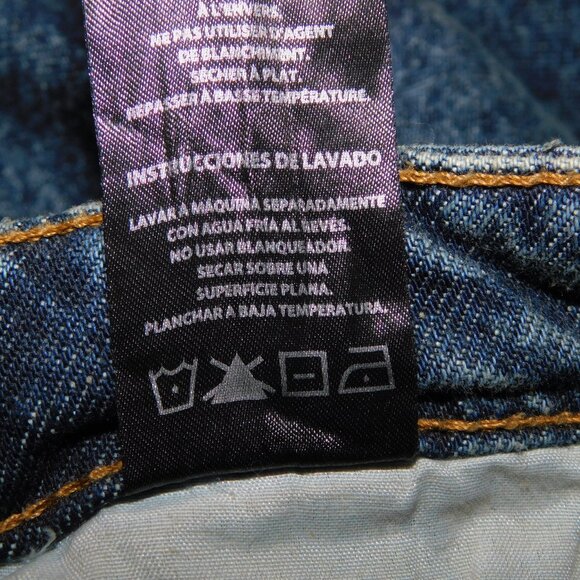 À L'ENVERS.
NE PAS UTILISER D'AGENT
DE BLANCHIMENT.
SÉCHER À PLAT.
REPASSER À BASSE TEMPÉRATURE.
INSTRUCCIONES DE LAVADO
LAVAR A MÁQUINA SEPARADAMENTE
CON AGUA FRÍA AL REVES.
NO USAR BLANQUEADOR.
SECAR SOBRE UNA
SUPERFICIE PLANA.
PLANCHAR A BAJA TEMPERATURA.